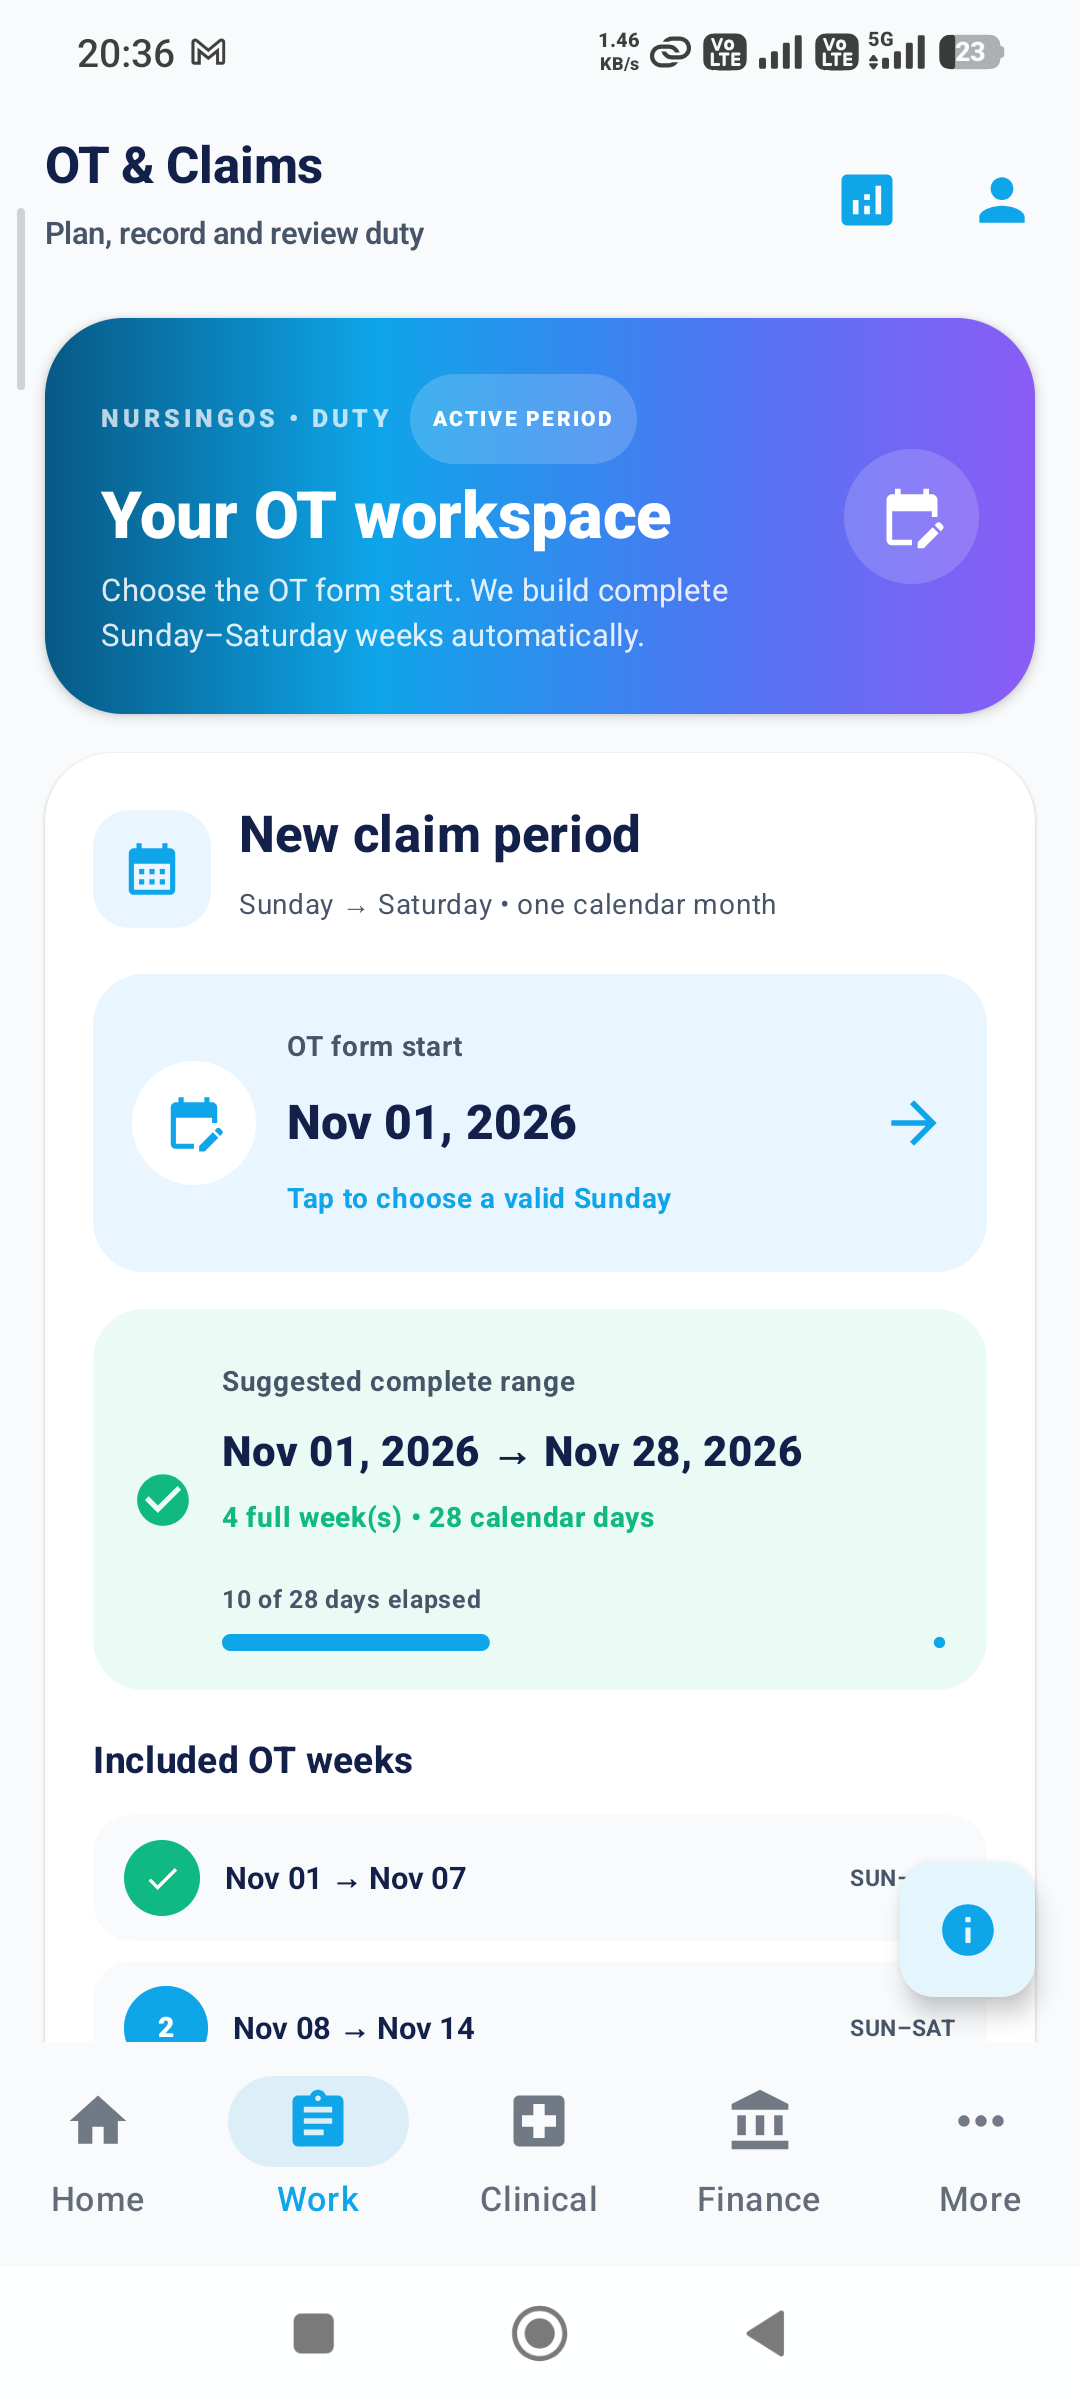 20:36
1.46
KB/s
Vo
LTE
Vo
LTE
5G
23
OT & Claims
Plan, record and review duty
NURSINGOS • DUTY
ACTIVE PERIOD
Your OT workspace
Choose the OT form start. We build complete
Sunday–Saturday weeks automatically.
New claim period
Sunday → Saturday • one calendar month
OT form start
Nov 01, 2026
Tap to choose a valid Sunday
Suggested complete range
Nov 01, 2026 → Nov 28, 2026
4 full week(s) • 28 calendar days
10 of 28 days elapsed
Included OT weeks
Nov 01 → Nov 07
SUN-
2
Nov 08 → Nov 14
SUN–SAT
Home
Work
Clinical
Finance
More